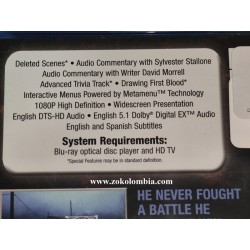 Deleted Scenes* • Audio Commentary with Sylvester Stallone
Audio Commentary with Writer David Morrell
Advanced Trivia Track* • Drawing First Blood*
Interactive Menus Powered by Metamenu™ Technology
1080P High Definition • Widescreen Presentation
English DTS-HD Audio • English 5.1 Dolby® Digital EX™ Audio
English and Spanish Subtitles
System Requirements:
Blu-ray optical disc player and HD TV
*Special Features may be in standard definition.
www.zokolombia.com
HE NEVER FOUGHT
A BATTLE HE